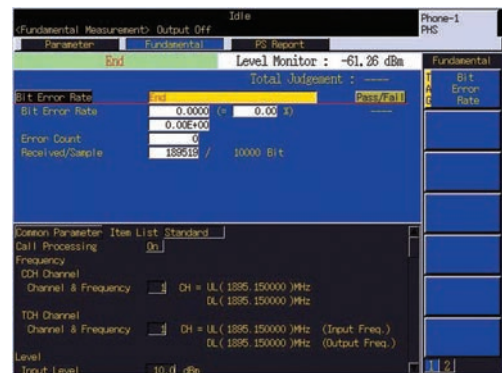 Idle
Phone-1
<Fundamental Measurement> Output Off
PHS
Parameter Fundamental PS Report
End Level Monitor : -61.26 dBm Fundamental
Total Judgement : ----
TAG
Bit Error Rate
Bit Error Rate End Pass/Fail
Bit Error Rate 0.0000 (= 0.00 %) ----
0.00E+00
Error Count 0
Received/Sample 189519 / 10000 Bit
Common Parameter Item List Standard
Call Processing On
Frequency
CCH Channel
Channel & Frequency 1 CH = UL( 1895.150000 )MHz
DL( 1895.150000 )MHz
TCH Channel
Channel & Frequency 1 CH = UL( 1895.150000 )MHz (Input Freq.)
DL( 1895.150000 )MHz (Output Freq.)
Level
Input Level 10.0 dBm
1 2